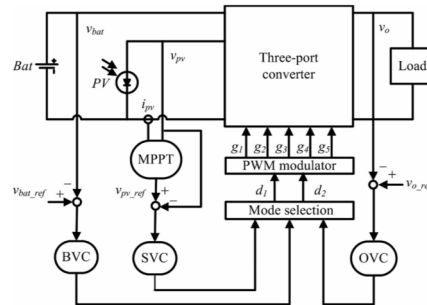 v_bat
v_o
Three-port
converter
v_pv
Bat
Load
PV
i_pv
g_1 g_2 g_3 g_4 g_5
MPPT
PWM modulator
v_bat_ref
v_pv_ref
d_1 d_2
v_o_re
Mode selection
BVC
SVC
OVC